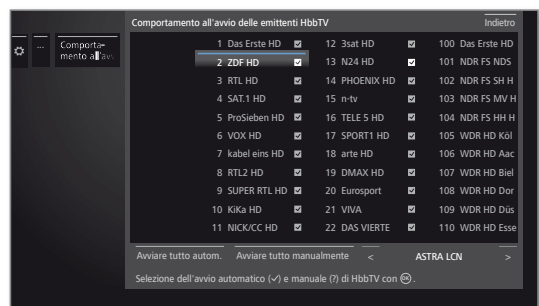 Comportamento all'avvio delle emittenti HbbTV Indietro
... Comporta-
mento all'avv
1 Das Erste HD 12 3sat HD 100 Das Erste HD
2 ZDF HD 13 N24 HD 101 NDR FS NDS
3 RTL HD 14 PHOENIX HD 102 NDR FS SH H
4 SAT.1 HD 15 n-tv 103 NDR FS MV H
5 ProSieben HD 16 TELE 5 HD 104 NDR FS HH H
6 VOX HD 17 SPORT1 HD 105 WDR HD Köl
7 kabel eins HD 18 arte HD 106 WDR HD Aac
8 RTL2 HD 19 DMAX HD 107 WDR HD Biel
9 SUPER RTL HD 20 Eurosport 108 WDR HD Dor
10 KiKa HD 21 VIVA 109 WDR HD Düs
11 NICK/CC HD 22 DAS VIERTE 110 WDR HD Esse
Avviare tutto autom. Avviare tutto manualmente < ASTRA LCN >
Selezione dell'avvio automatico (✓) e manuale (?) di HbbTV con OK .